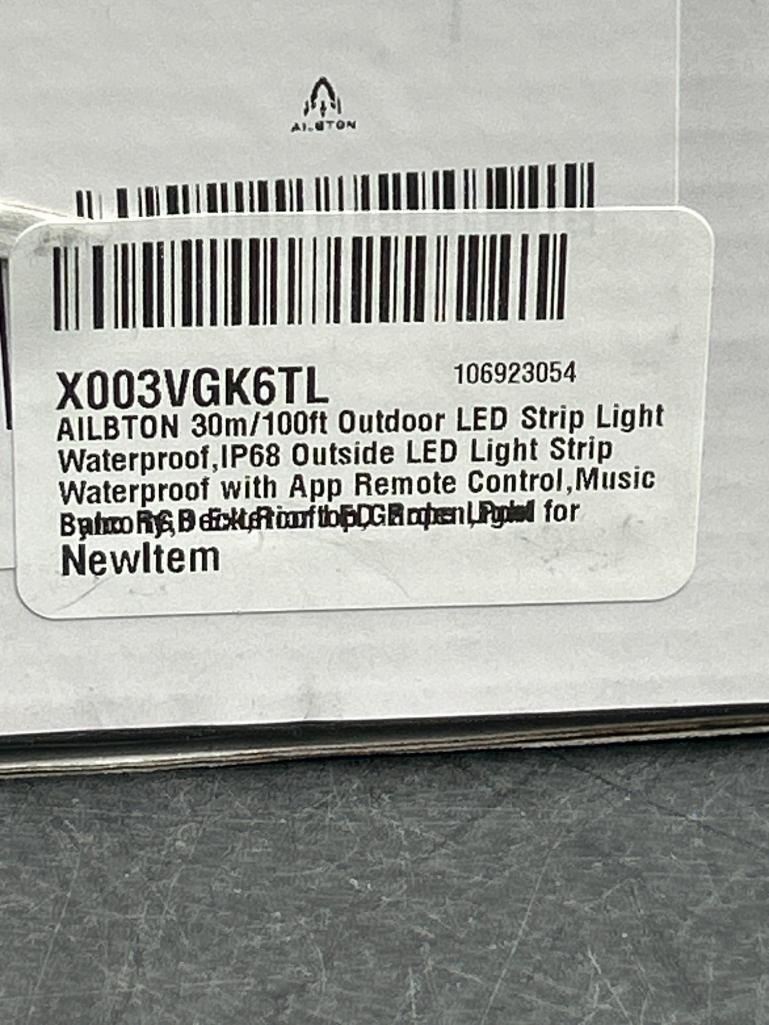 AILBTON
X003VGK6TL
106923054
AILBTON 30m/100ft Outdoor LED Strip Light
Waterproof,IP68 Outside LED Light Strip
Waterproof with App Remote Control,Music
for
NewItem